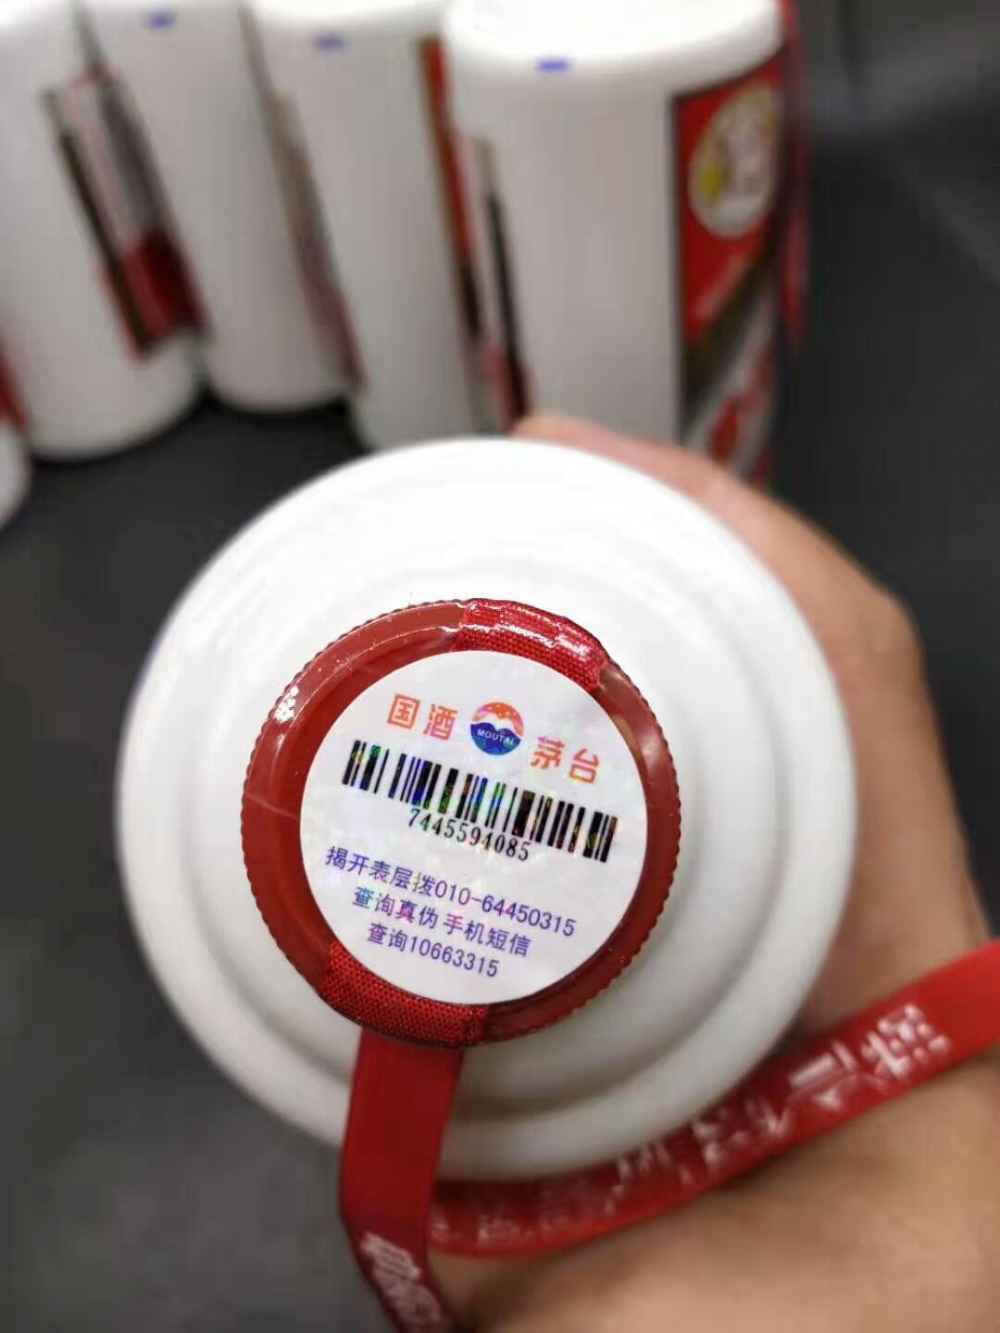 国酒 MOUTAI 茅台
7445594085
揭开表层拨010-64450315
查询真伪 手机短信
查询10663315